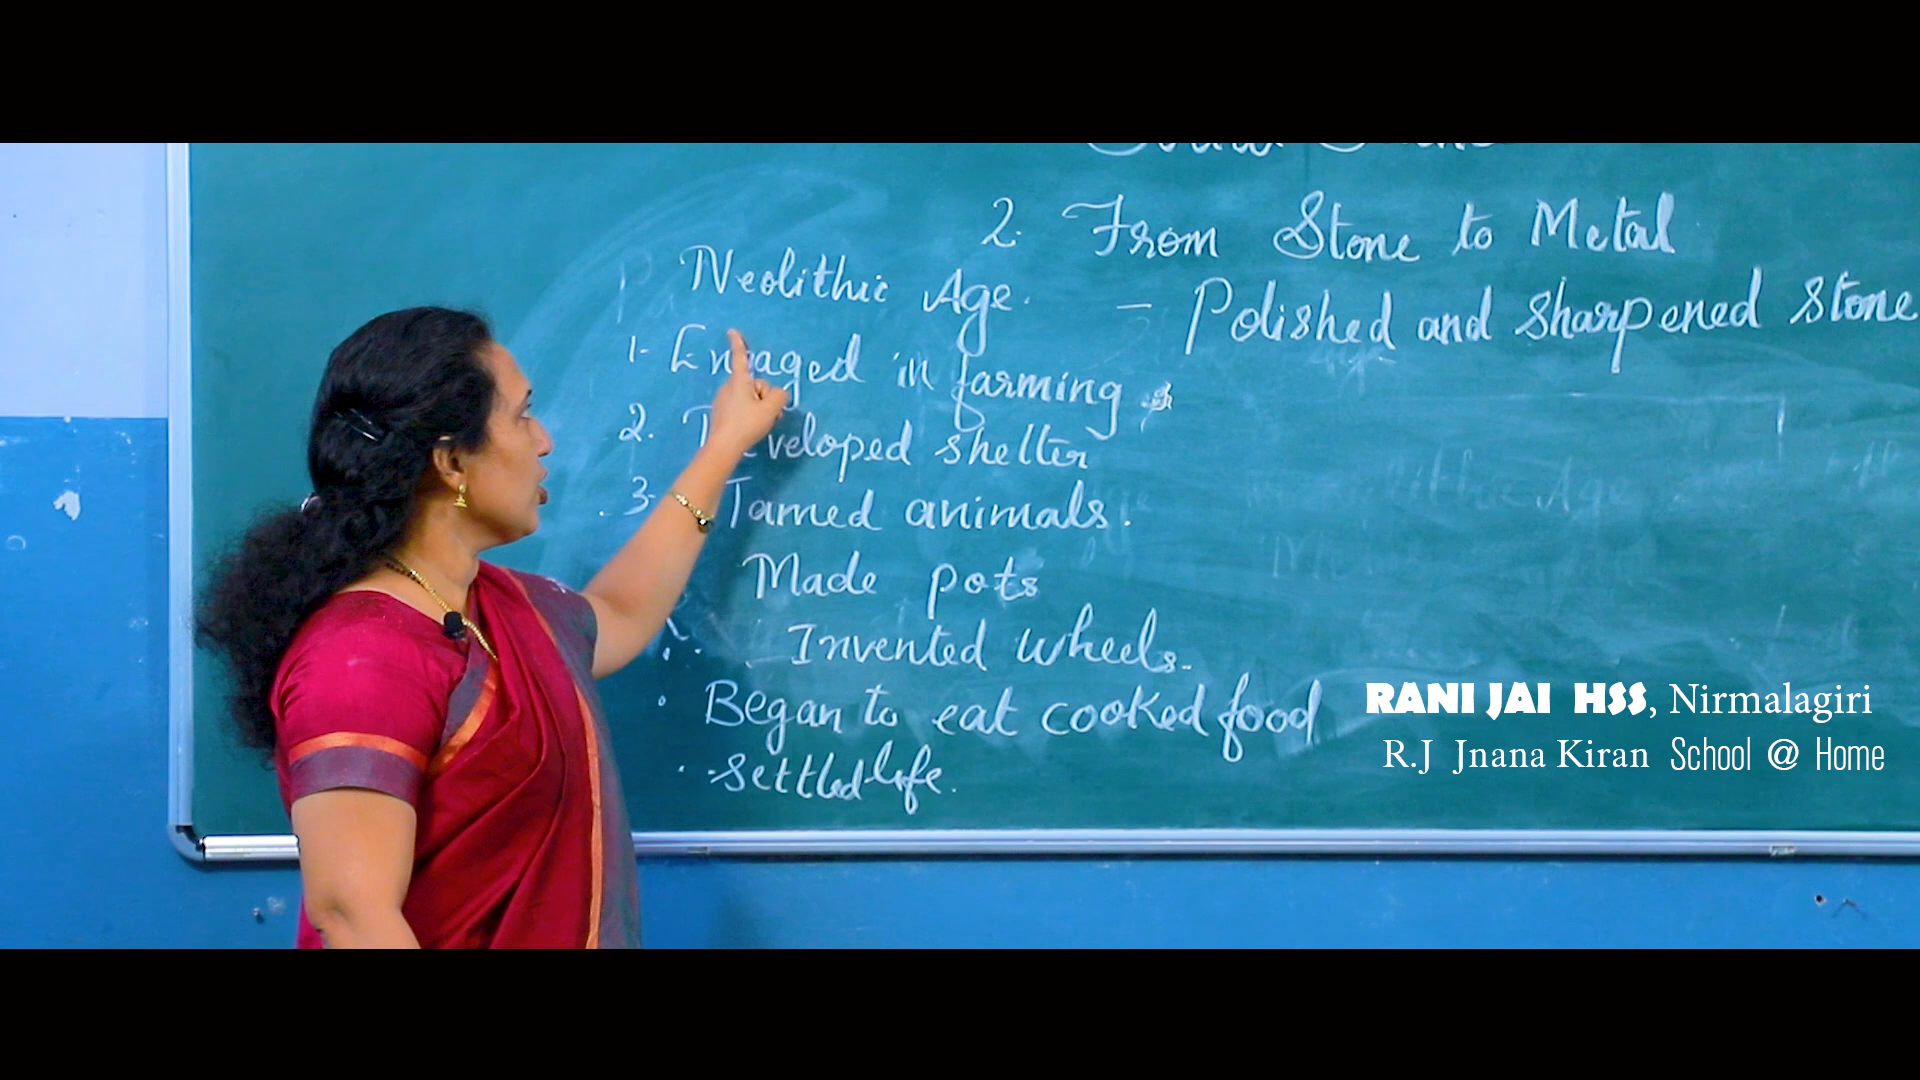 2. From Stone to Metal
Neolithic Age. - Polished and sharpened stone
1- Engaged in farming
2. Developed shelter
3- Tamed animals.
Made pots
Invented wheels.
Began to eat cooked food
Settled life.
RANI JAI HSS, Nirmalagiri
R.J Jnana Kiran School @ Home